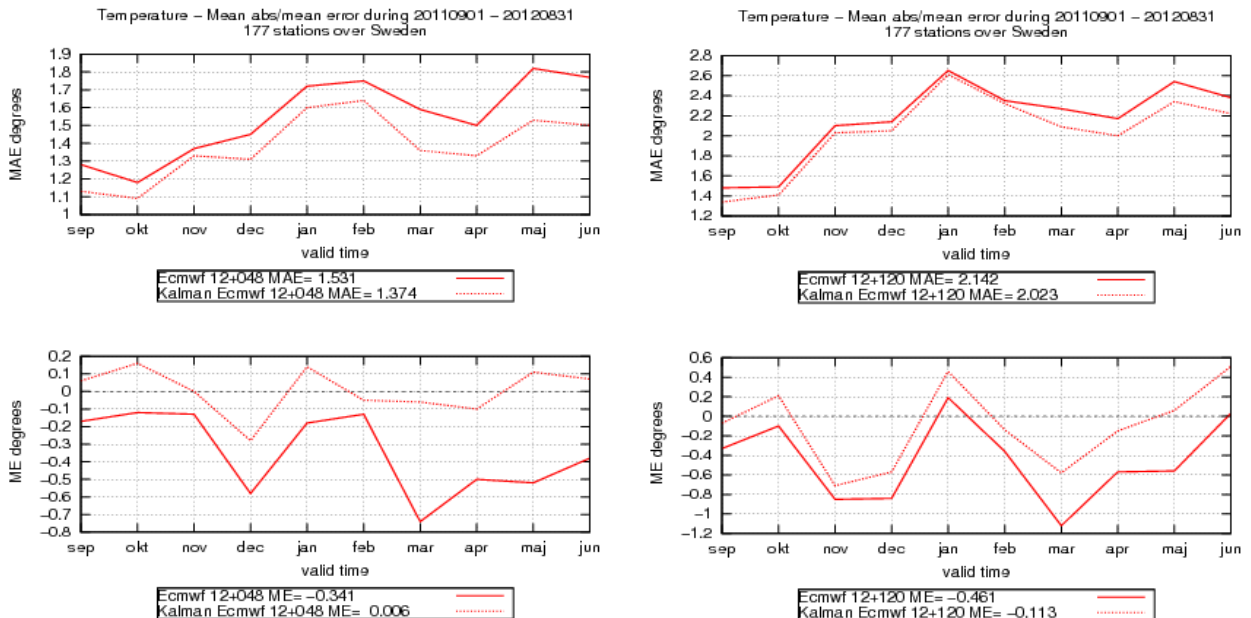 Temperature – Mean abs/mean error during 20110901 – 20120831
177 stations over Sweden
MAE degrees
1.9
1.8
1.7
1.6
1.5
1.4
1.3
1.2
1.1
1
sep okt nov dec jan feb mar apr maj jun
valid time
Ecmwf 12+048 MAE= 1.531
Kalman Ecmwf 12+048 MAE= 1.374
ME degrees
0.2
0.1
0
–0.1
–0.2
–0.3
–0.4
–0.5
–0.6
–0.7
–0.8
sep okt nov dec jan feb mar apr maj jun
valid time
Ecmwf 12+048 ME= –0.341
Kalman Ecmwf 12+048 ME= 0.006
Temperature – Mean abs/mean error during 20110901 – 20120831
177 stations over Sweden
MAE degrees
2.8
2.6
2.4
2.2
2
1.8
1.6
1.4
1.2
sep okt nov dec jan feb mar apr maj jun
valid time
Ecmwf 12+120 MAE= 2.142
Kalman Ecmwf 12+120 MAE= 2.023
ME degrees
0.6
0.4
0.2
0
–0.2
–0.4
–0.6
–0.8
–1
–1.2
sep okt nov dec jan feb mar apr maj jun
valid time
Ecmwf 12+120 ME= –0.461
Kalman Ecmwf 12+120 ME= –0.113